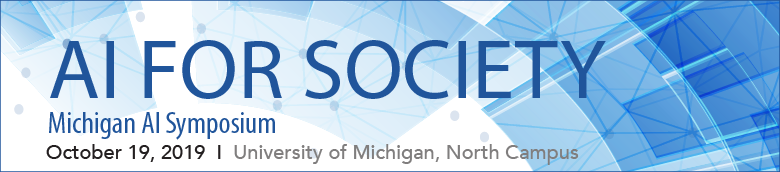 AI FOR SOCIETY
Michigan AI Symposium
October 19, 2019 I University of Michigan, North Campus